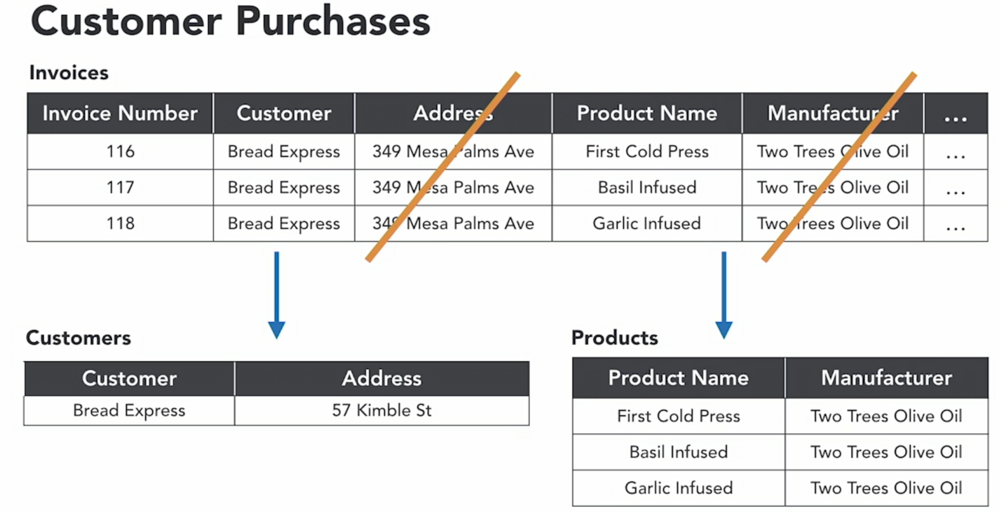 Customer Purchases
Invoices
Invoice Number Customer Address Product Name Manufacturer ...
116 Bread Express 349 Mesa Palms Ave First Cold Press Two Trees Olive Oil ...
117 Bread Express 349 Mesa Palms Ave Basil Infused Two Trees Olive Oil ...
118 Bread Express 349 Mesa Palms Ave Garlic Infused Two Trees Olive Oil ...
Customers
Customer Address
Bread Express 57 Kimble St
Products
Product Name Manufacturer
First Cold Press Two Trees Olive Oil
Basil Infused Two Trees Olive Oil
Garlic Infused Two Trees Olive Oil